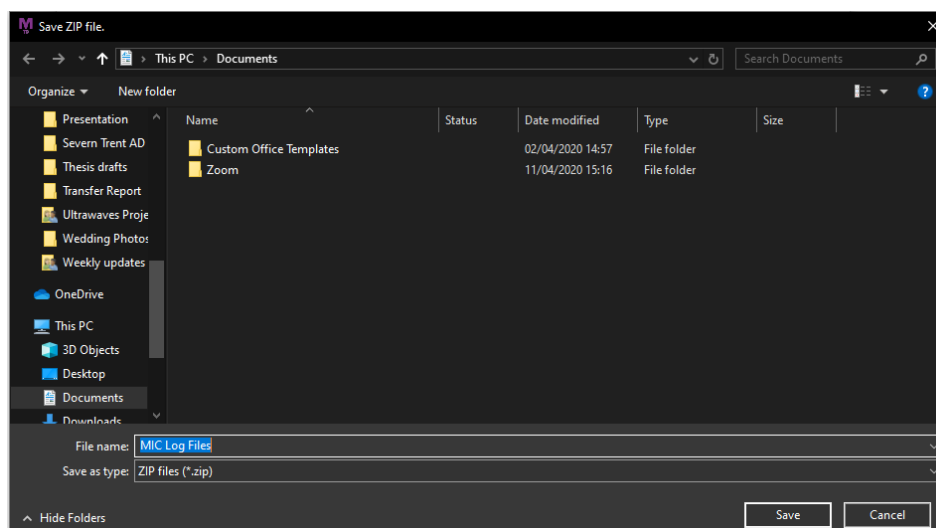 M
TD
Save ZIP file.
This PC > Documents
Search Documents
Organize
New folder
?
Presentation
Severn Trent AD
Thesis drafts
Transfer Report
Ultrawaves Proje
Wedding Photos
Weekly updates
OneDrive
This PC
3D Objects
Desktop
Documents
Downloads
Name Status Date modified Type Size
Custom Office Templates 02/04/2020 14:57 File folder
Zoom 11/04/2020 15:16 File folder
File name: MIC Log Files
Save as type: ZIP files (*.zip)
Hide Folders
Save
Cancel